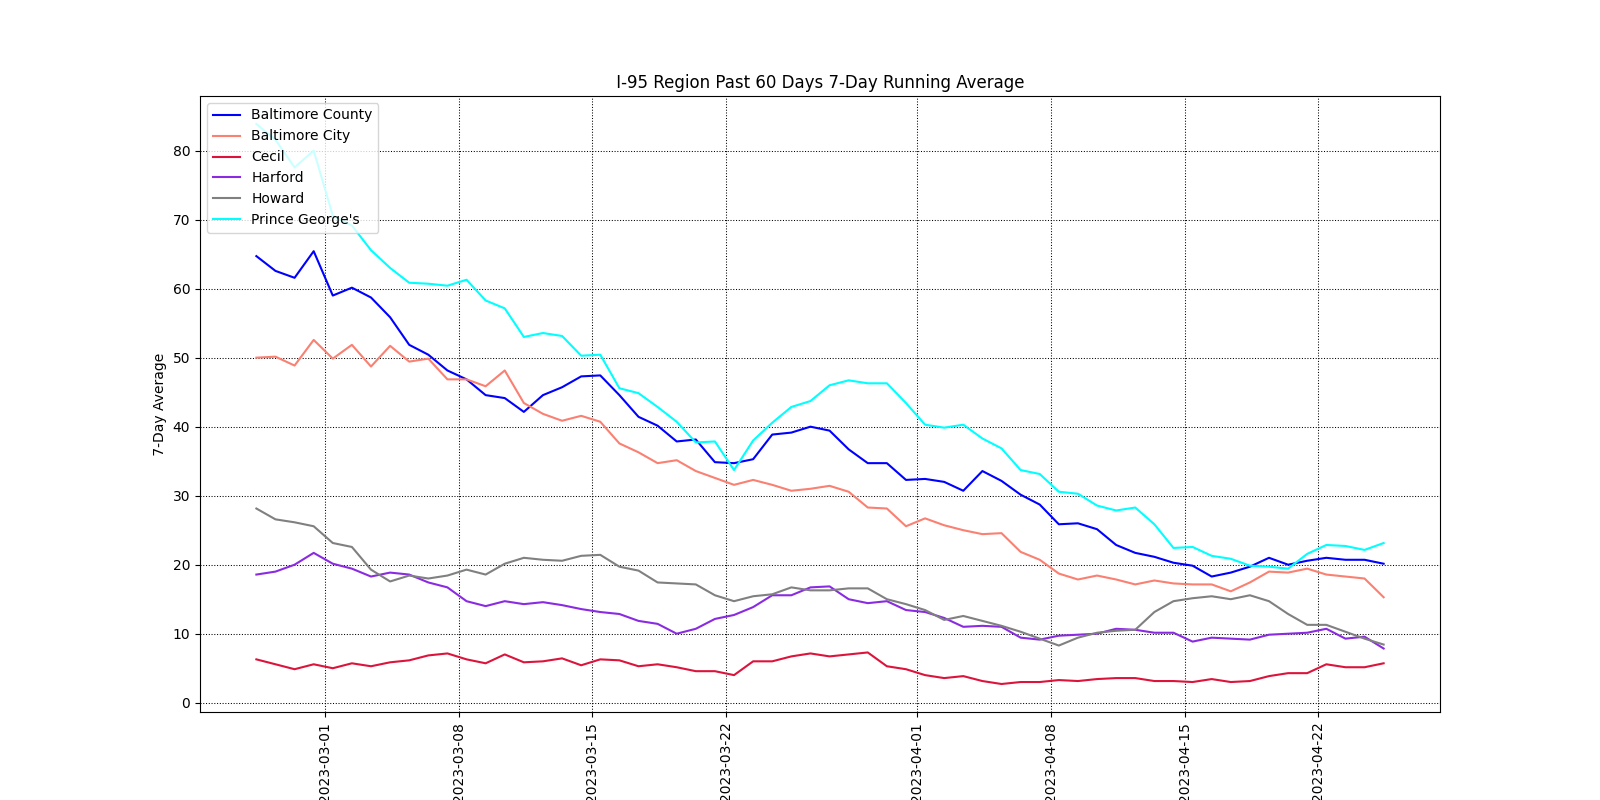 I-95 Region Past 60 Days 7-Day Running Average
Baltimore County
Baltimore City
Cecil
Harford
Howard
Prince George's
7-Day Average
80
70
60
50
40
30
20
10
0
2023-03-01
2023-03-08
2023-03-15
2023-03-22
2023-04-01
2023-04-08
2023-04-15
2023-04-22